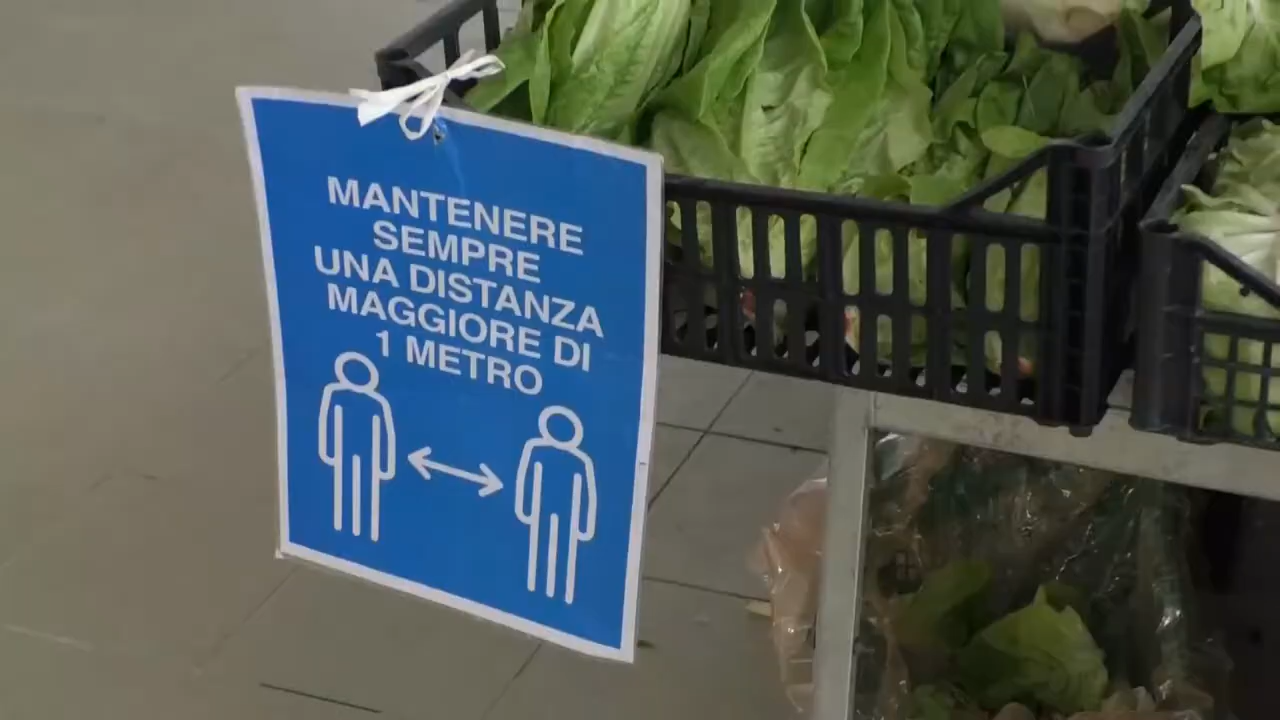 MANTENERE
SEMPRE
UNA DISTANZA
MAGGIORE DI
1 METRO